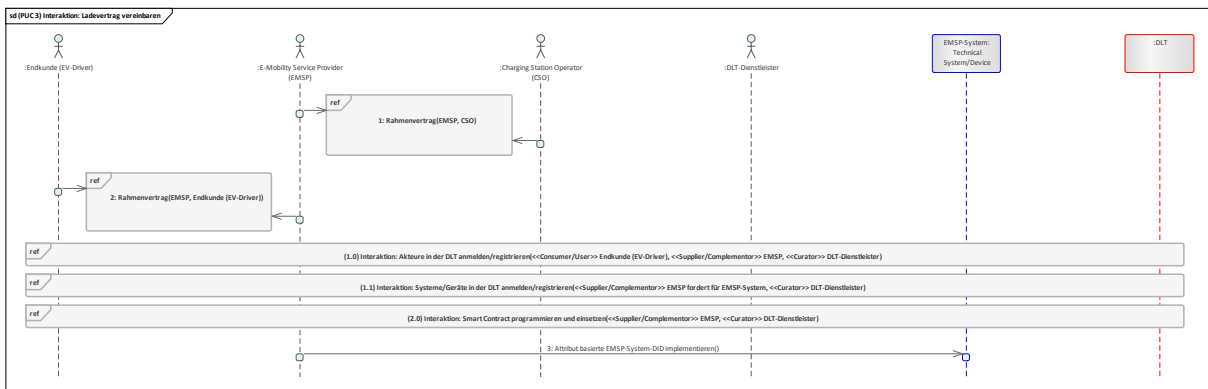 sd (PUC 3) Interaktion: Ladevertrag vereinbaren
:Endkunde (EV-Driver)
:E-Mobility Service Provider
(EMSP)
:Charging Station Operator
(CSO)
:DLT-Dienstleister
EMSP-System:
Technical
System/Device
:DLT
ref
1: Rahmenvertrag(EMSP, CSO)
ref
2: Rahmenvertrag(EMSP, Endkunde (EV-Driver))
ref
(1.0) Interaktion: Akteure in der DLT anmelden/registrieren(<<Consumer/User>> Endkunde (EV-Driver), <<Supplier/Complementor>> EMSP, <<Curator>> DLT-Dienstleister)
ref
(1.1) Interaktion: Systeme/Geräte in der DLT anmelden/registrieren(<<Supplier/Complementor>> EMSP fordert für EMSP-System, <<Curator>> DLT-Dienstleister)
ref
(2.0) Interaktion: Smart Contract programmieren und einsetzen(<<Supplier/Complementor>> EMSP, <<Curator>> DLT-Dienstleister)
3: Attribut basierte EMSP-System-DID implementieren()